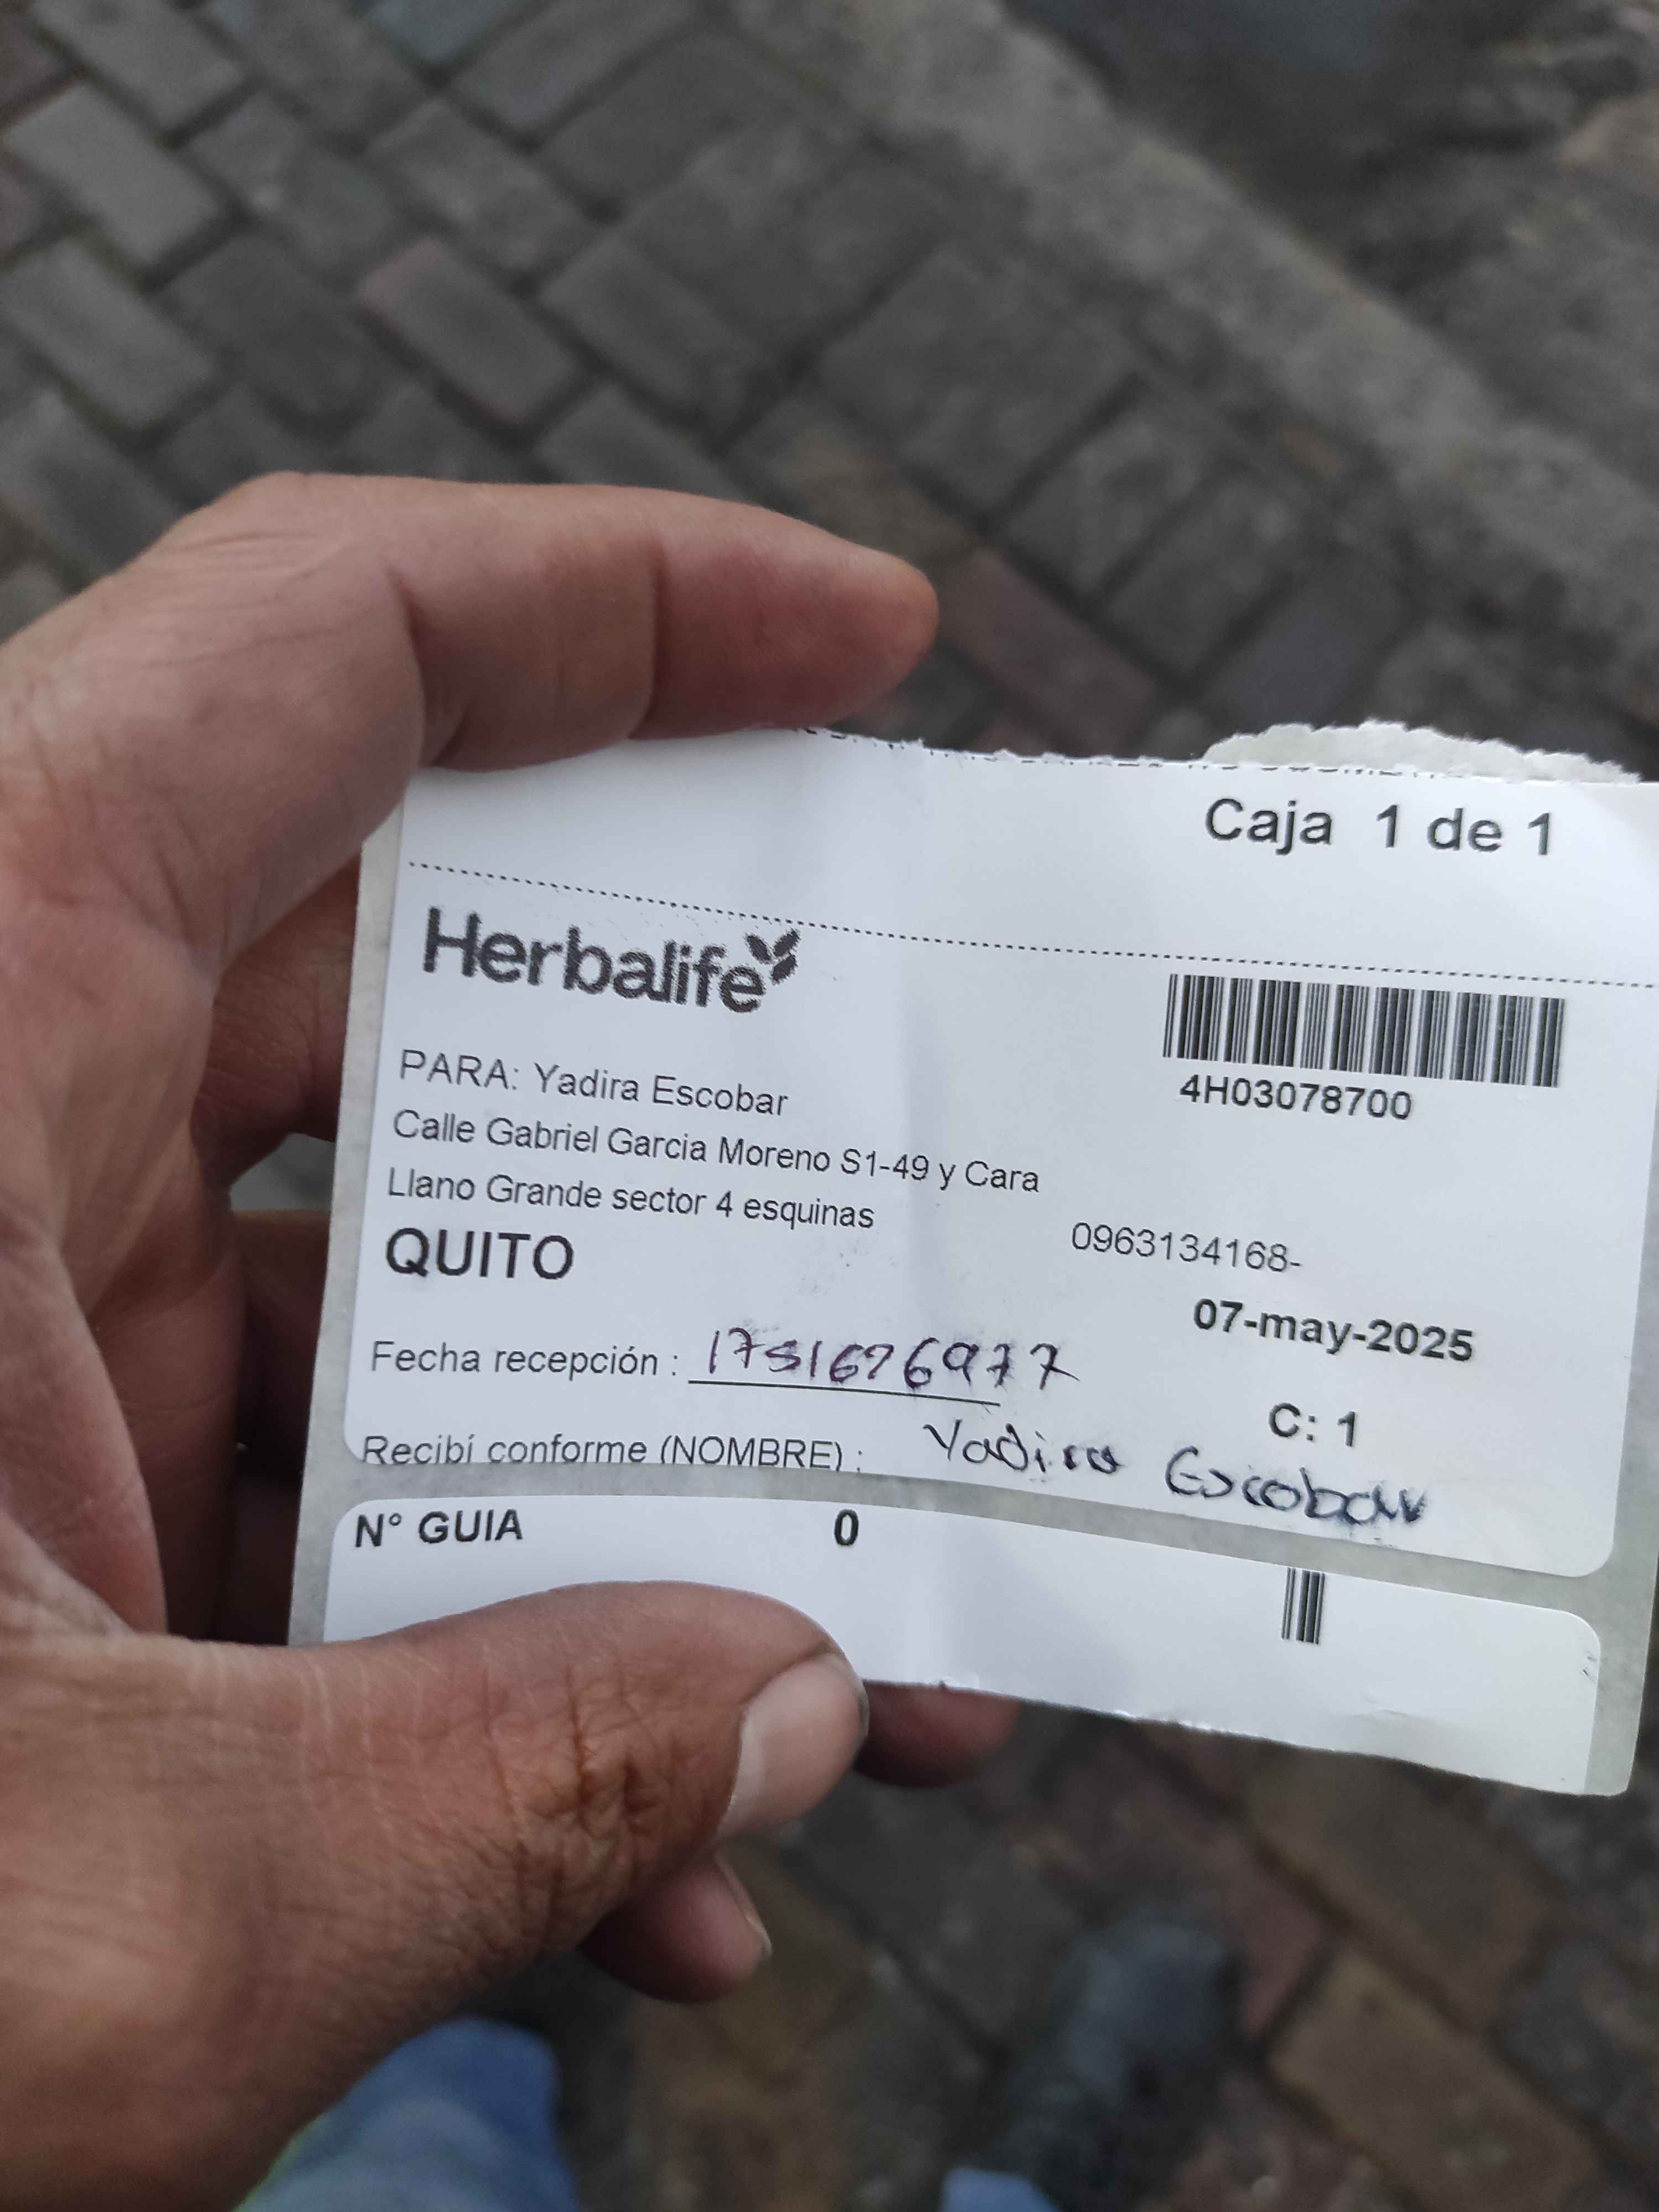 Caja 1 de 1
Herbalife
4H03078700
PARA: Yadira Escobar
Calle Gabriel Garcia Moreno S1-49 y Cara
Llano Grande sector 4 esquinas
0963134168-
QUITO
07-may-2025
Fecha recepción : 1751676977
C: 1
Recibí conforme (NOMBRE) : Yadira Escobar
N° GUIA 0